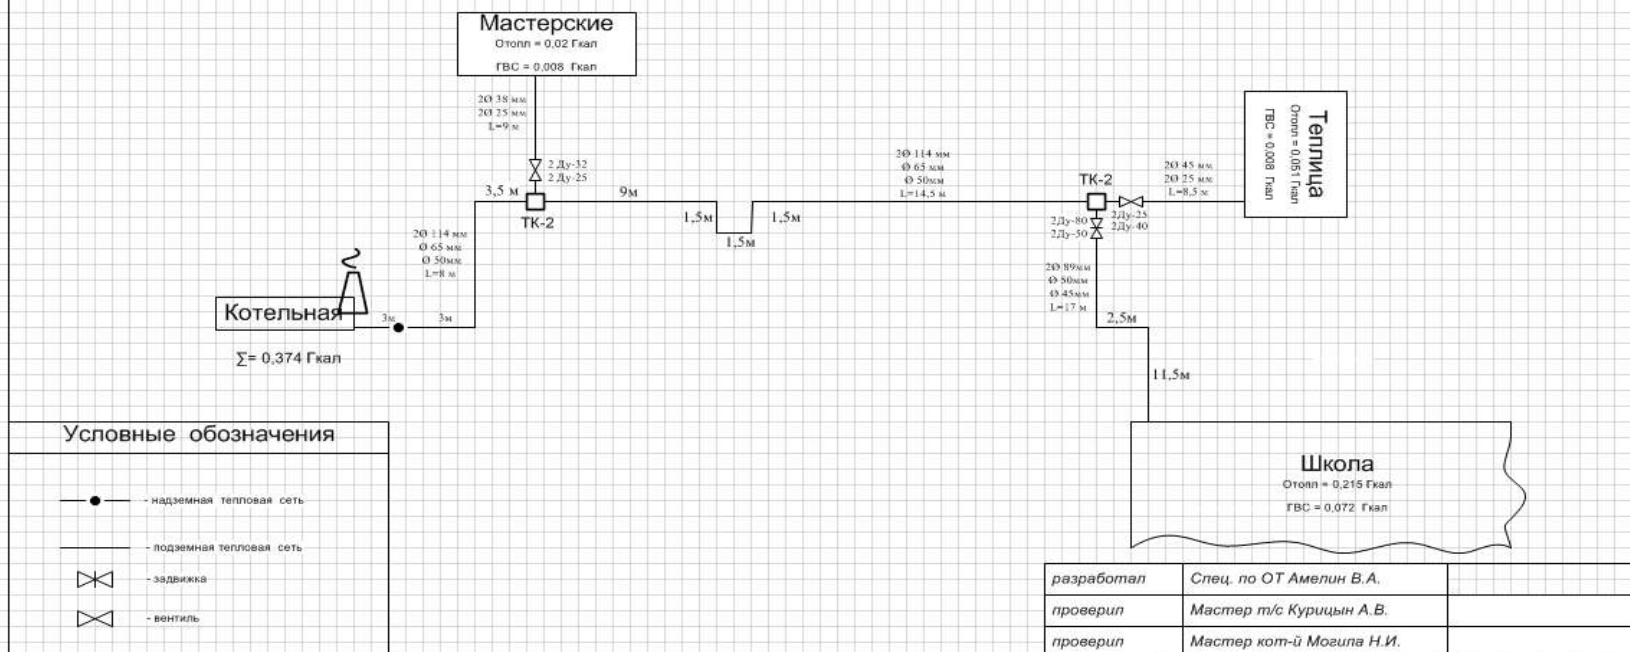 Мастерские
Отопл = 0,02 Гкал
ГВС = 0,008 Гкал
2Ø 38 мм
2Ø 25 мм
L=9 м
2 Ду-32
2 Ду-25
3,5 м
ТК-2
9м
1,5м
1,5м
1,5м
2Ø 114 мм
Ø 65 мм
Ø 50мм
L=14,5 м
ТК-2
2Ø 45 мм
2Ø 25 мм
L=8,5 м
Теплица
Отопл = 0,051 Гкал
ГВС = 0,008 Гкал
2Ду-25
2Ду-40
2Ду-80
2Ду-50
2Ø 114 мм
Ø 65 мм
Ø 50мм
L=8 м
Котельная
3м
3м
∑= 0,374 Гкал
2Ø 89мм
Ø 50мм
Ø 45мм
L=17 м
2,5м
11,5м
Школа
Отопл = 0,215 Гкал
ГВС = 0,072 Гкал
Условные обозначения
- надземная тепловая сеть
- подземная тепловая сеть
- задвижка
- вентиль
разработал Спец. по ОТ Амелин В.А.
проверил Мастер т/с Курицын А.В.
проверил Мастер кот-й Могила Н.И.